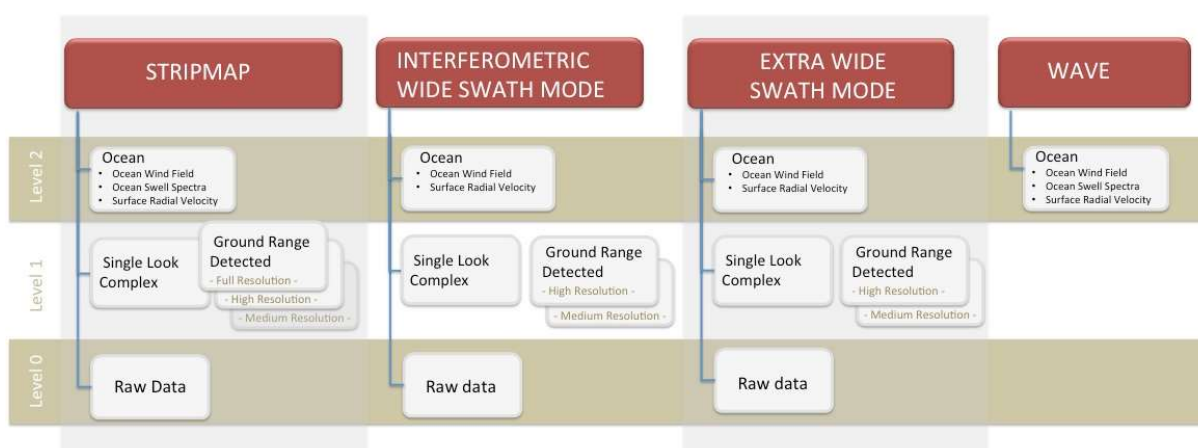 STRIPMAP
INTERFEROMETRIC
WIDE SWATH MODE
EXTRA WIDE
SWATH MODE
WAVE
Level 2
Ocean
• Ocean Wind Field
• Ocean Swell Spectra
• Surface Radial Velocity
Ocean
• Ocean Wind Field
• Surface Radial Velocity
Ocean
• Ocean Wind Field
• Surface Radial Velocity
Ocean
• Ocean Wind Field
• Ocean Swell Spectra
• Surface Radial Velocity
Level 1
Single Look
Complex
Ground Range
Detected
- Full Resolution -
- High Resolution -
- Medium Resolution -
Single Look
Complex
Ground Range
Detected
- High Resolution -
- Medium Resolution -
Single Look
Complex
Ground Range
Detected
- High Resolution -
- Medium Resolution -
Level 0
Raw Data
Raw data
Raw data